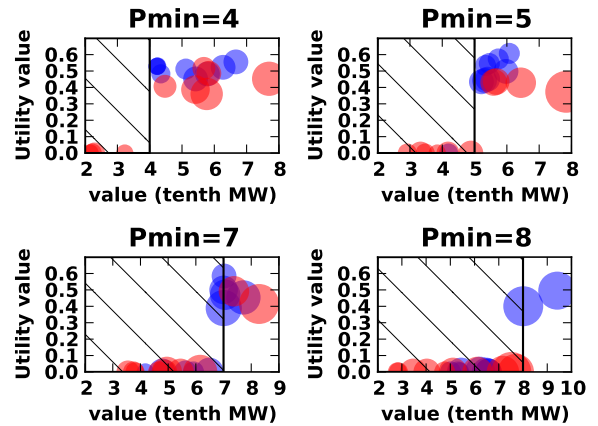 Pmin=4
Utility value
0.6
0.5
0.4
0.3
0.2
0.1
0.0
2 3 4 5 6 7 8
value (tenth MW)
Pmin=5
Utility value
0.6
0.5
0.4
0.3
0.2
0.1
0.0
2 3 4 5 6 7 8
value (tenth MW)
Pmin=7
Utility value
0.6
0.5
0.4
0.3
0.2
0.1
0.0
2 3 4 5 6 7 8 9
value (tenth MW)
Pmin=8
Utility value
0.6
0.5
0.4
0.3
0.2
0.1
0.0
2 3 4 5 6 7 8 9 10
value (tenth MW)